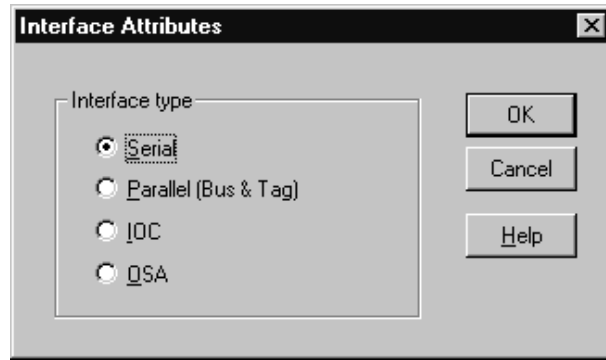 Interface Attributes
Interface type
Serial
Parallel (Bus & Tag)
IOC
OSA
OK
Cancel
Help